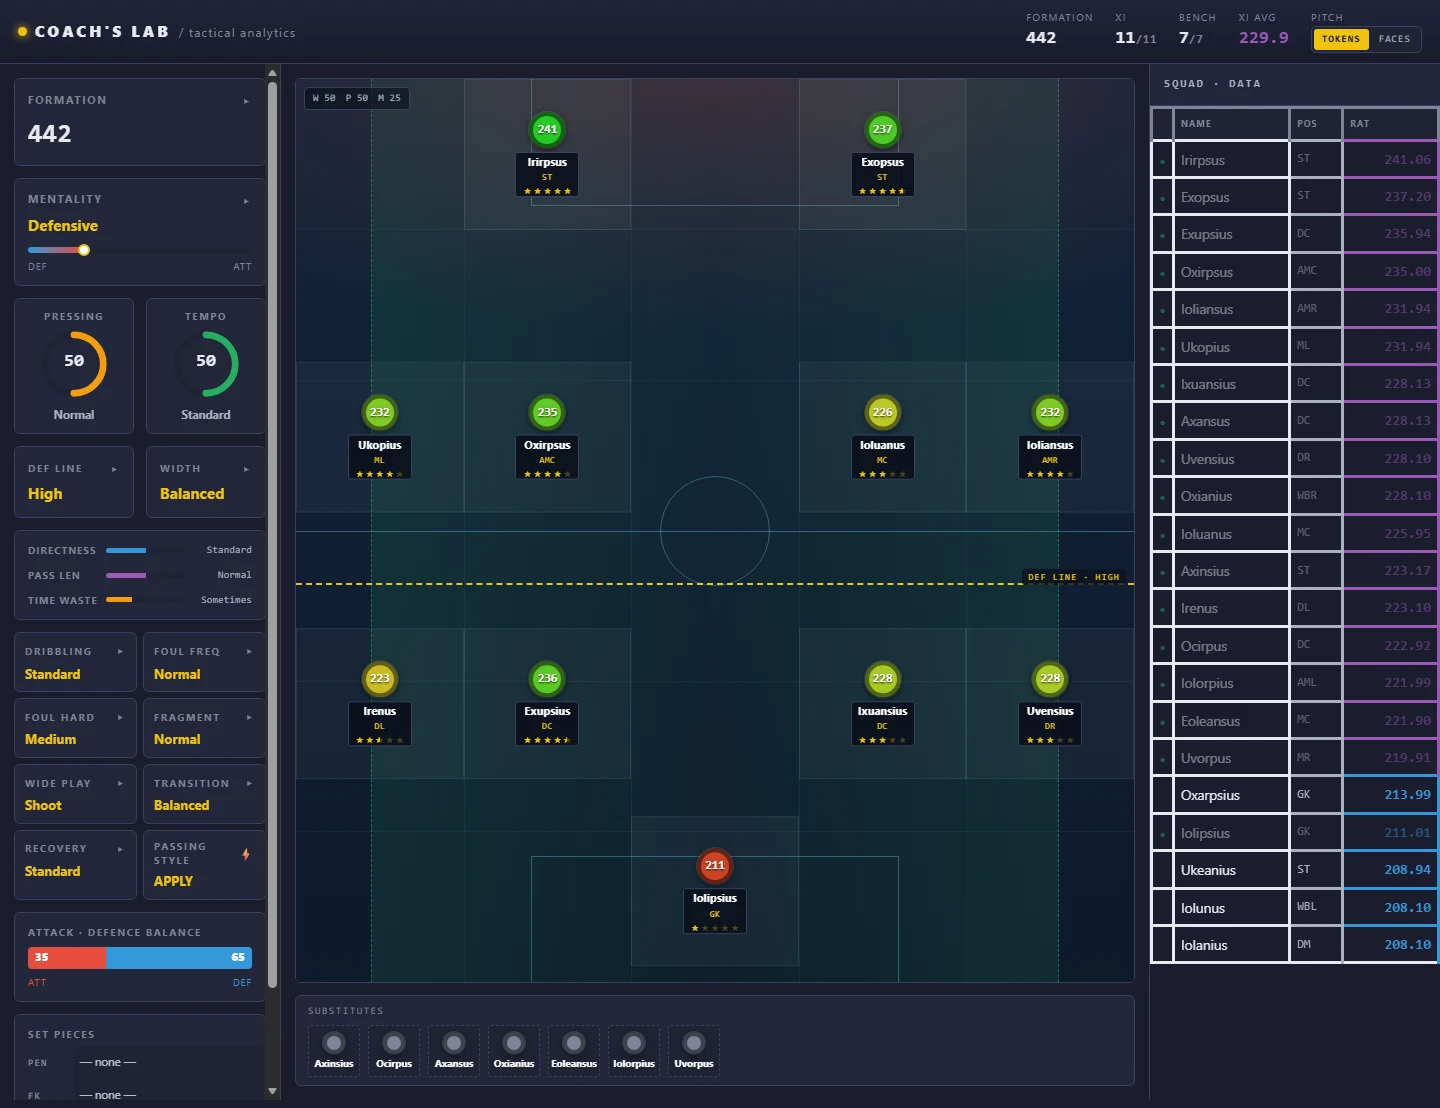 COACH'S LAB / tactical analytics
FORMATION XI BENCH XI AVG PITCH
442 11/11 7/7 229.9 TOKENS FACES
FORMATION
442
MENTALITY
Defensive
DEF ATT
PRESSING TEMPO
50 50
Normal Standard
DEF LINE WIDTH
High Balanced
DIRECTNESS Standard
PASS LEN Normal
TIME WASTE Sometimes
DRIBBLING FOUL FREQ
Standard Normal
FOUL HARD FRAGMENT
Medium Normal
WIDE PLAY TRANSITION
Shoot Balanced
RECOVERY PASSING STYLE
Standard APPLY
ATTACK · DEFENCE BALANCE
35 65
ATT DEF
SET PIECES
PEN — none —
FK — none —
W 50 P 50 M 25
241 237
Irirpsus Exopsus
ST ST
232 235 226 232
Ukopius Oxirpsus Ioluanus Ioliansus
ML AMC MC AMR
DEF LINE · HIGH
223 236 228 228
Irenus Exupsius Ixuansius Uvensius
DL DC DC DR
211
Iolipsius
GK
SUBSTITUTES
Axinsius Ocirpus Axansus Oxianius Eoleansus Iolorpius Uvorpus
SQUAD · DATA
NAME POS RAT
Irirpsus ST 241.06
Exopsus ST 237.20
Exupsius DC 235.94
Oxirpsus AMC 235.00
Ioliansus AMR 231.94
Ukopius ML 231.94
Ixuansius DC 228.13
Axansus DC 228.13
Uvensius DR 228.10
Oxianius WBR 228.10
Ioluanus MC 225.95
Axinsius ST 223.17
Irenus DL 223.10
Ocirpus DC 222.92
Iolorpius AML 221.99
Eoleansus MC 221.90
Uvorpus MR 219.91
Oxarpsius GK 213.99
Iolipsius GK 211.01
Ukeanius ST 208.94
Iolunus WBL 208.10
Iolanius DM 208.10